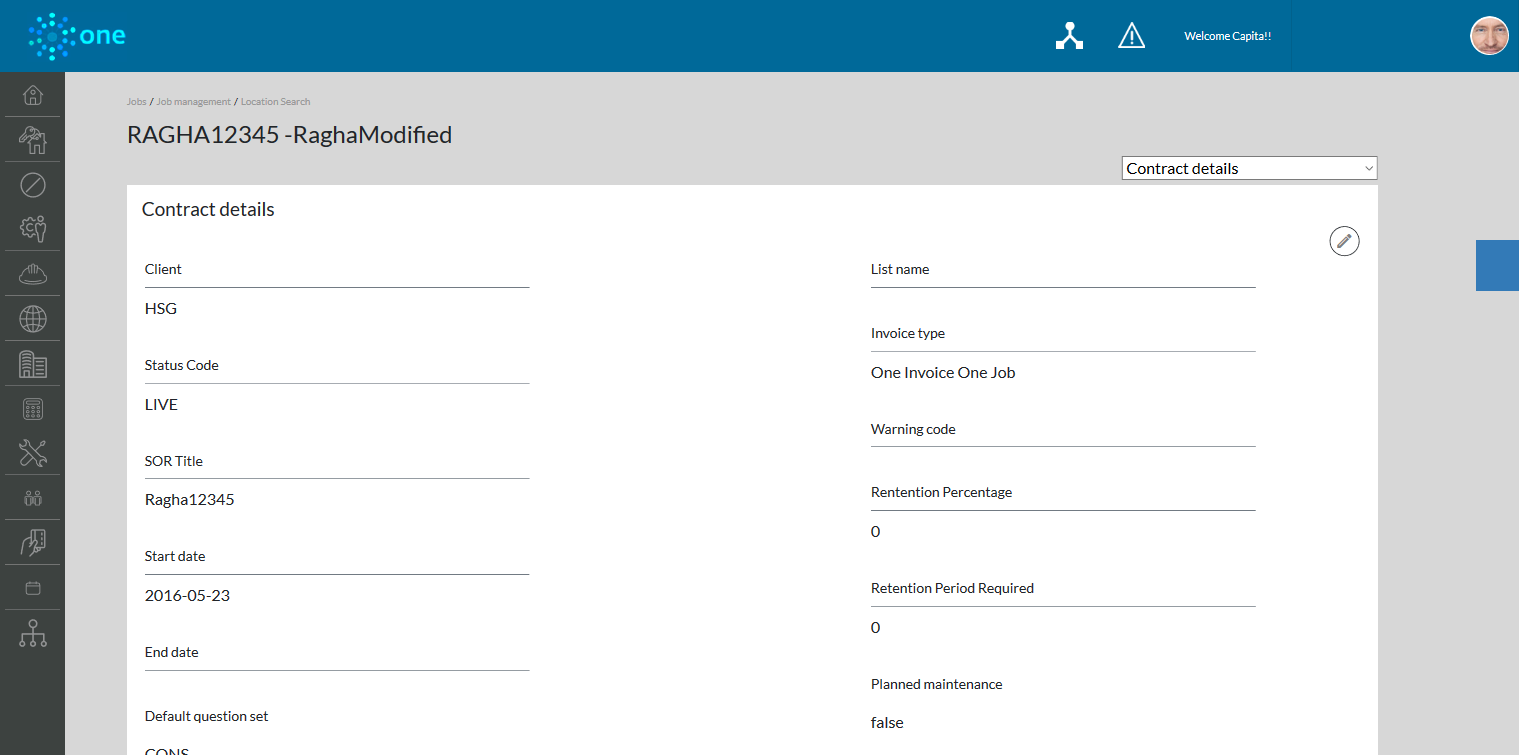 one
Welcome Capita!!
Jobs / Job management / Location Search
RAGHA12345 -RaghaModified
Contract details
Contract details
Client
HSG
Status Code
LIVE
SOR Title
Ragha12345
Start date
2016-05-23
End date
Default question set
CONS
List name
Invoice type
One Invoice One Job
Warning code
Rentention Percentage
0
Retention Period Required
0
Planned maintenance
false